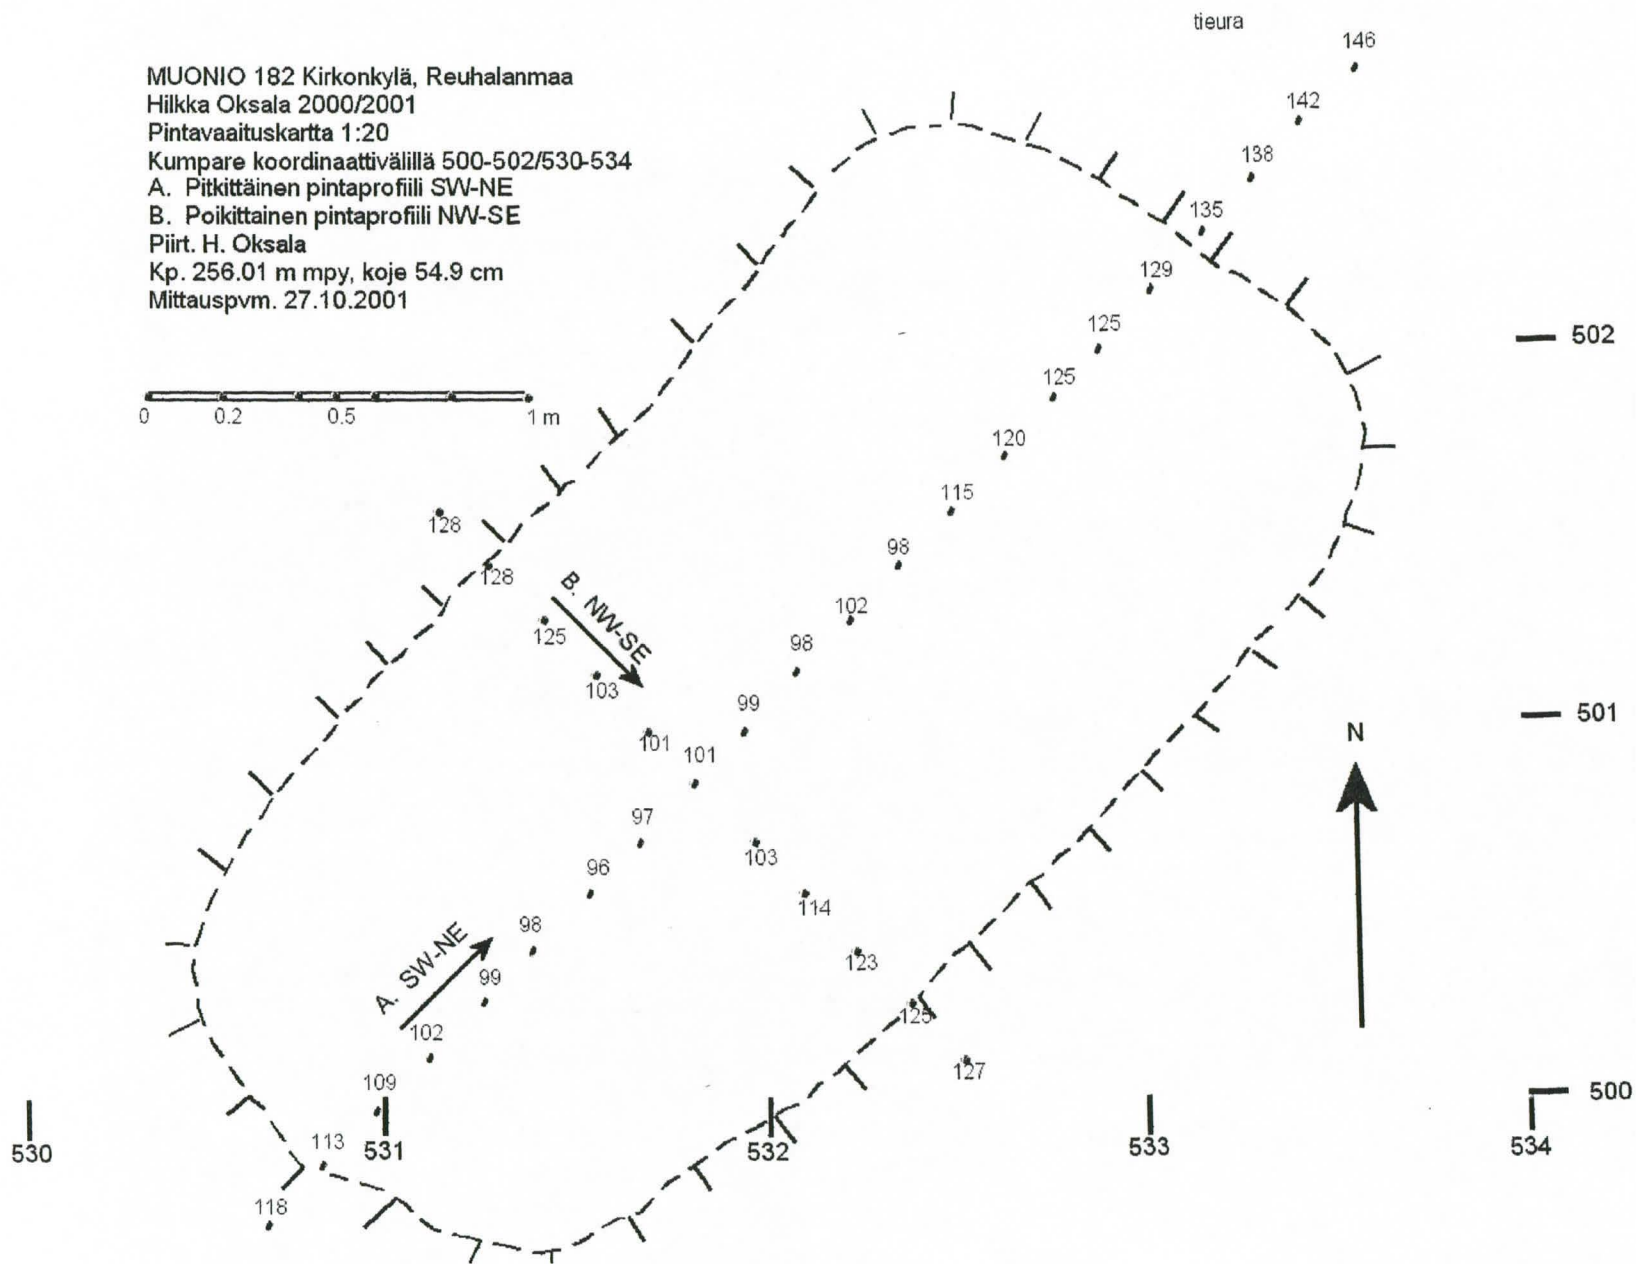 tieura
146
MUONIO 182 Kirkonkylä, Reuhalanmaa
Hilkka Oksala 2000/2001
Pintavaaituskartta 1:20
Kumpare koordinaattivälillä 500-502/530-534
A. Pitkittäinen pintaprofiili SW-NE
B. Poikittainen pintaprofiili NW-SE
Piirt. H. Oksala
Kp. 256.01 m mpy, koje 54.9 cm
Mittauspvm. 27.10.2001
142
138
135
129
125
502
125
0 0.2 0.5 1 m
120
115
128
98
128
B. NW-SE
102
125
98
103
99
501
101
101
N
97
103
96
114
98
A. SW-NE
123
99
125
102
127
109
500
113
530 531 532 533 534
118